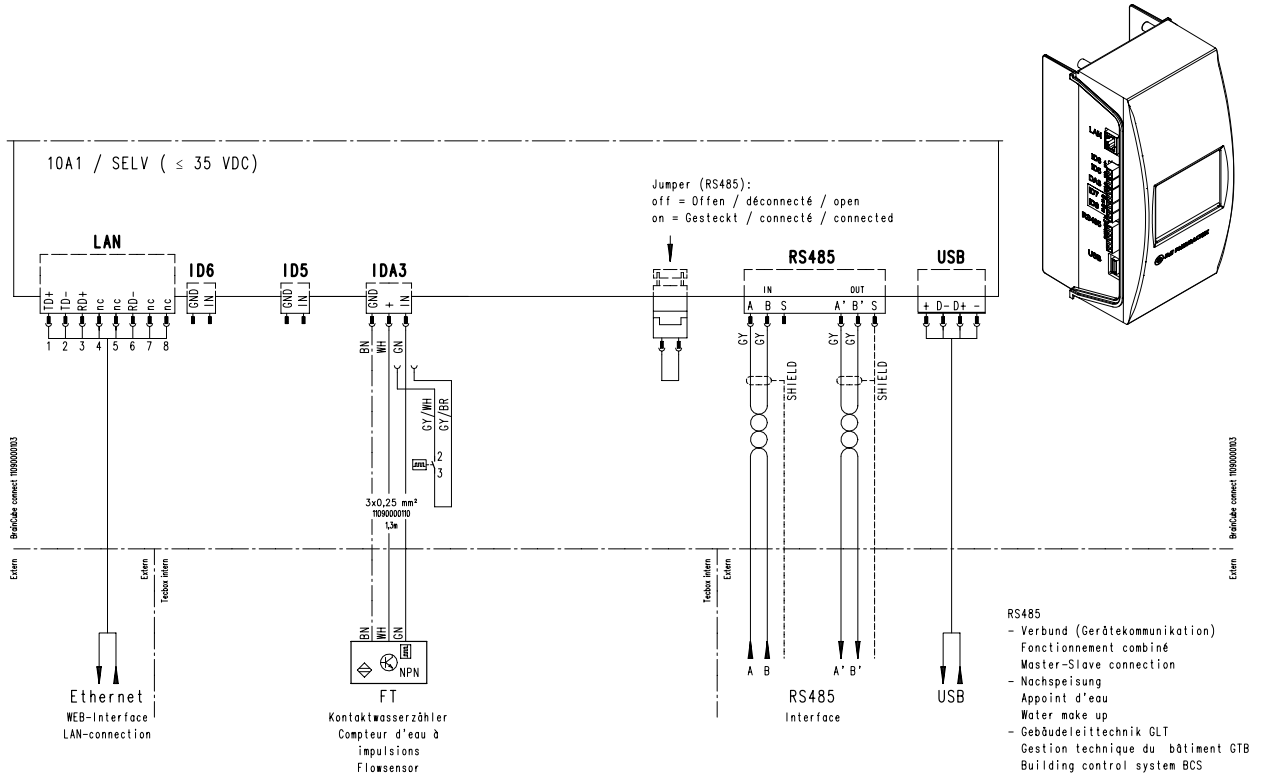 10A1 / SELV ( ≤ 35 VDC)
Jumper (RS485):
off = Offen / déconnecté / open
on = Gesteckt / connecté / connected
LAN
ID6
ID5
IDA3
RS485
USB
TD+
TD-
RD+
nc
nc
RD-
nc
nc
1 2 3 4 5 6 7 8
GND
IN
GND
IN
GND
+
IN
IN
OUT
A B S
A' B' S
+ D- D+ -
BN
WH
GN
GY
GY
GY
GY
SHIELD
SHIELD
GY/WH
GY/BR
2
3
3x0,25 mm²
11090000110
1,3m
BrainCube connect 11090000103
BrainCube connect 11090000103
Extern
Extern
Tecbox intern
Tecbox intern
Extern
Extern
BN
WH
GN
NPN
A B
A' B'
Ethernet
WEB-Interface
LAN-connection
FT
Kontaktwasserzähler
Compteur d'eau à
impulsions
Flowsensor
RS485
Interface
USB
RS485
- Verbund (Gerätekommunikation)
Fonctionnement combiné
Master-Slave connection
- Nachspeisung
Appoint d'eau
Water make up
- Gebäudeleittechnik GLT
Gestion technique du bâtiment GTB
Building control system BCS
LAN
ID6
ID5
RS485
USB